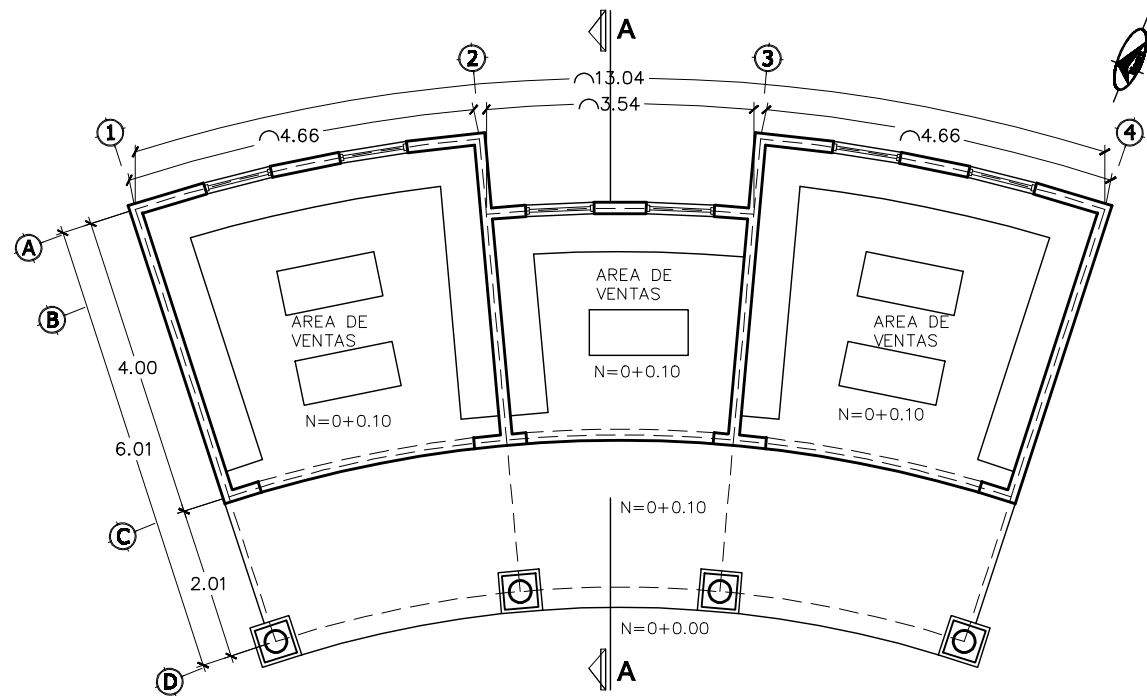 A
2
3
⌒13.04
⌒3.54
1
⌒4.66
⌒4.66
4
A
B
AREA DE
VENTAS
AREA DE
VENTAS
AREA DE
VENTAS
4.00
N=0+0.10
N=0+0.10
N=0+0.10
6.01
N=0+0.10
C
2.01
N=0+0.00
D
A